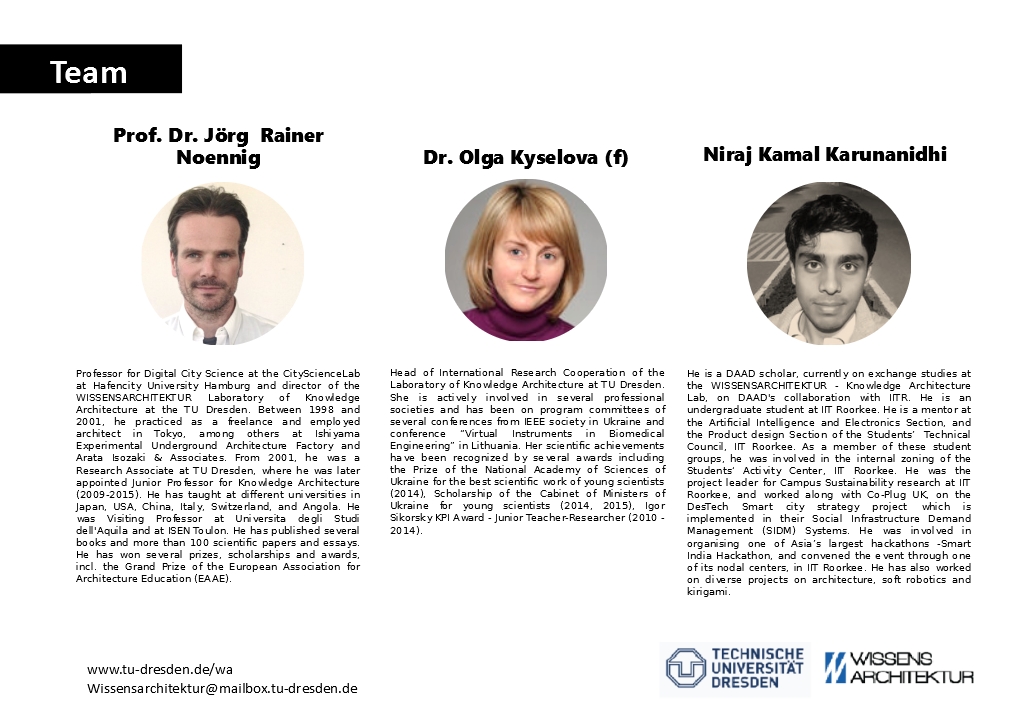 Team
Prof. Dr. Jörg Rainer
Noennig
Professor for Digital City Science at the CityScienceLab
at Hafencity University Hamburg and director of the
WISSENSARCHITEKTUR Laboratory of Knowledge
Architecture at the TU Dresden. Between 1998 and
2001, he practiced as a freelance and employed
architect in Tokyo, among others at Ishiyama
Experimental Underground Architecture Factory and
Arata Isozaki & Associates. From 2001, he was a
Research Associate at TU Dresden, where he was later
appointed Junior Professor for Knowledge Architecture
(2009-2015). He has taught at different universities in
Japan, USA, China, Italy, Switzerland, and Angola. He
was Visiting Professor at Universita degli Studi
dell'Aquila and at ISEN Toulon. He has published several
books and more than 100 scientific papers and essays.
He has won several prizes, scholarships and awards,
incl. the Grand Prize of the European Association for
Architecture Education (EAAE).
Dr. Olga Kyselova (f)
Head of International Research Cooperation of the
Laboratory of Knowledge Architecture at TU Dresden.
She is actively involved in several professional
societies and has been on program committees of
several conferences from IEEE society in Ukraine and
conference “Virtual Instruments in Biomedical
Engineering” in Lithuania. Her scientific achievements
have been recognized by several awards including
the Prize of the National Academy of Sciences of
Ukraine for the best scientific work of young scientists
(2014), Scholarship of the Cabinet of Ministers of
Ukraine for young scientists (2014, 2015), Igor
Sikorsky KPI Award - Junior Teacher-Researcher (2010 -
2014).
Niraj Kamal Karunanidhi
He is a DAAD scholar, currently on exchange studies at
the WISSENSARCHITEKTUR - Knowledge Architecture
Lab, on DAAD's collaboration with IITR. He is an
undergraduate student at IIT Roorkee. He is a mentor at
the Artificial Intelligence and Electronics Section, and
the Product design Section of the Students’ Technical
Council, IIT Roorkee. As a member of these student
groups, he was involved in the internal zoning of the
Students’ Activity Center, IIT Roorkee. He was the
project leader for Campus Sustainability research at IIT
Roorkee, and worked along with Co-Plug UK, on the
DesTech Smart city strategy project which is
implemented in their Social Infrastructure Demand
Management (SIDM) Systems. He was involved in
organising one of Asia’s largest hackathons -Smart
India Hackathon, and convened the event through one
of its nodal centers, in IIT Roorkee. He has also worked
on diverse projects on architecture, soft robotics and
kirigami.
www.tu-dresden.de/wa
Wissensarchitektur@mailbox.tu-dresden.de
TECHNISCHE
UNIVERSITÄT
DRESDEN
WISSENS
ARCHITEKTUR